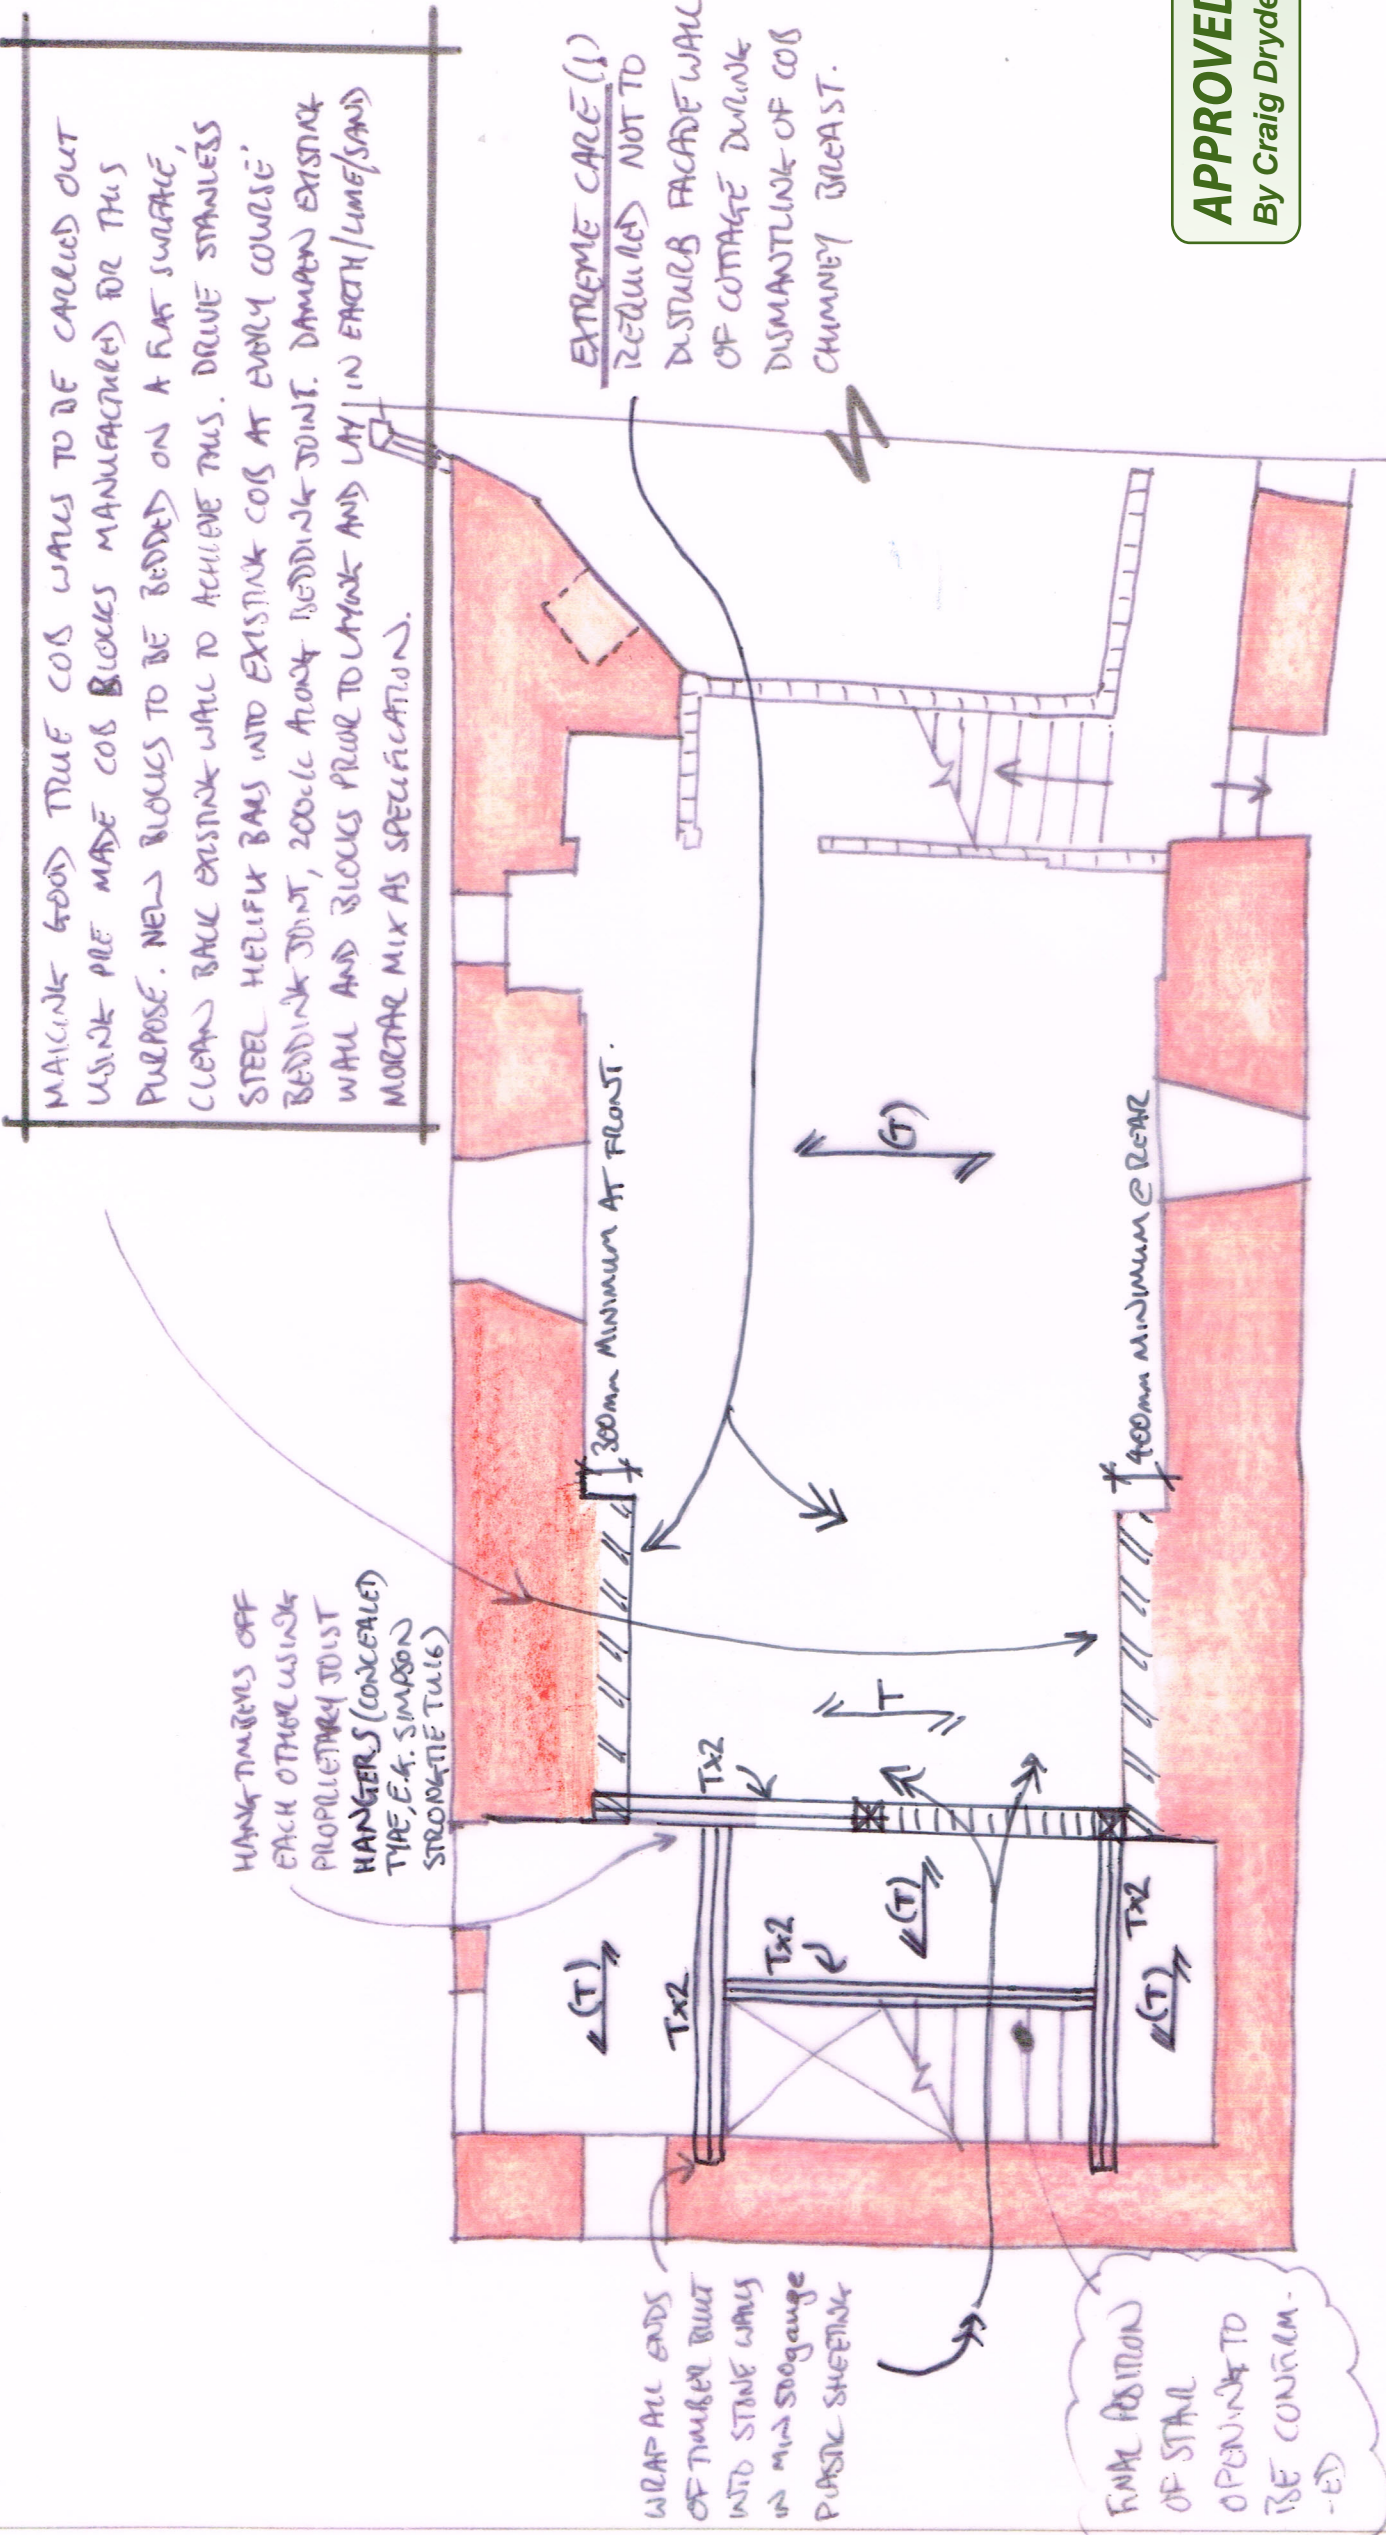 MAKING GOOD TRUE COB WALLS TO BE CARRIED OUT
USING PRE MADE COB BLOCKS MANUFACTURED FOR THIS
PURPOSE. NEW BLOCKS TO BE BEDDED ON A FLAT SURFACE,
CLEAN BACK EXISTING WALL TO ACHIEVE THIS. DRIVE STANLESS
STEEL HELIFIX BARS INTO EXISTING COB AT EVERY COURSE
BEDDING JOINT, 200c/c ALONG BEDDING JOINT. DAMPEN EXISTING
WALL AND BLOCKS PRIOR TO LAYING AND LAY IN EARTH/LIME/SAND
MORTAR MIX AS SPECIFICATION.
EXTREME CARE (!)
REQUIRED NOT TO
DISTURB FACADE WALL
OF COTTAGE DURING
DISMANTLING OF COB
CHIMNEY BREAST.
APPROVED
By Craig Dryde
HANG TIMBERS OFF
EACH OTHER USING
PROPRIETARY JOIST
HANGERS (CONCEALED
TYPE, E.G. SIMPSON
STRONGTIE TU16)
300mm MINIMUM AT FRONT.
400mm MINIMUM @ REAR
(T)
T
Tx2
(T)
Tx2
Tx2
(T)
Tx2
(T)
WRAP ALL ENDS
OF TIMBER BUILT
INTO STONE WALLS
IN MIN 500gauge
PLASTIC SHEETING
FINAL POSITION
OF STAIR
OPENING TO
BE CONFIRM-
-ED